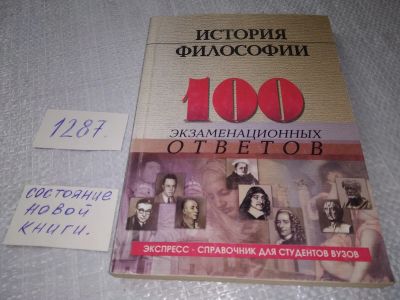 ИСТОРИЯ
ФИЛОСОФИИ
100
ЭКЗАМЕНАЦИОННЫХ
ОТВЕТОВ
ЭКСПРЕСС - СПРАВОЧНИК ДЛЯ СТУДЕНТОВ ВУЗОВ
1287
состояние
новой
книги.